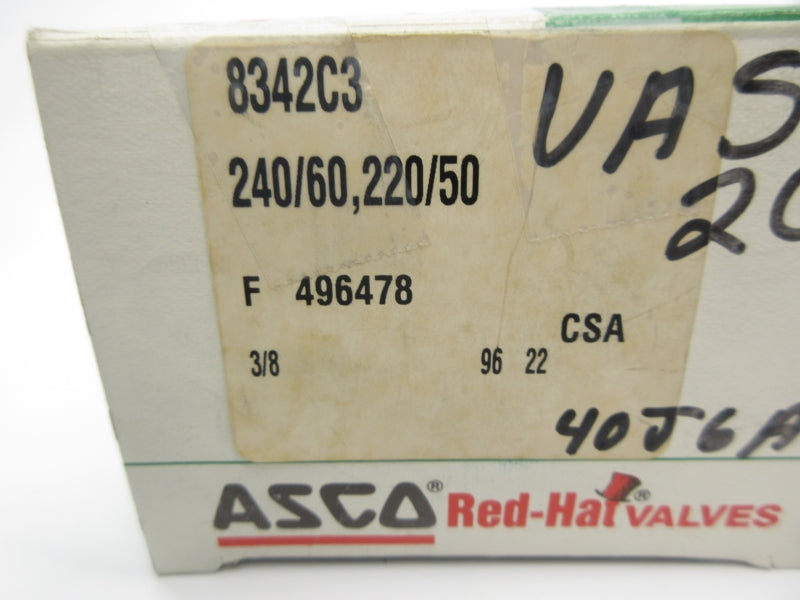 8342C3
240/60,220/50
F 496478
CSA
3/8 96 22
VAS
20
40J6A
ASCO® Red-Hat® VALVES